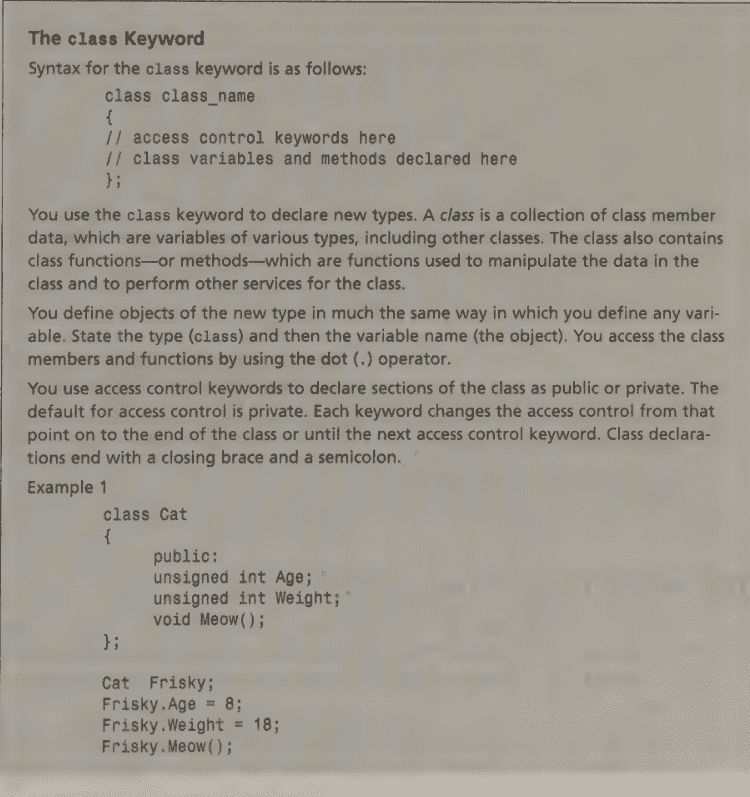 The class Keyword
Syntax for the class keyword is as follows:
class class_name
{
// access control keywords here
// class variables and methods declared here
};
You use the class keyword to declare new types. A class is a collection of class member
data, which are variables of various types, including other classes. The class also contains
class functions—or methods—which are functions used to manipulate the data in the
class and to perform other services for the class.
You define objects of the new type in much the same way in which you define any vari-
able. State the type (class) and then the variable name (the object). You access the class
members and functions by using the dot (.) operator.
You use access control keywords to declare sections of the class as public or private. The
default for access control is private. Each keyword changes the access control from that
point on to the end of the class or until the next access control keyword. Class declara-
tions end with a closing brace and a semicolon.
Example 1
class Cat
{
public:
unsigned int Age;
unsigned int Weight;
void Meow();
};
Cat  Frisky;
Frisky.Age = 8;
Frisky.Weight = 18;
Frisky.Meow();